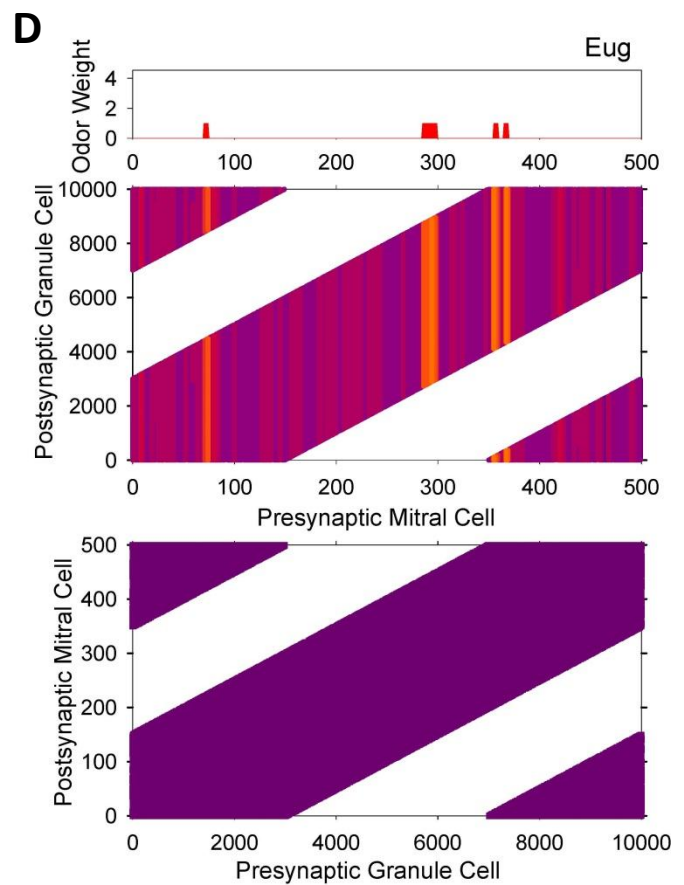 D
Eug
Odor Weight
4
2
0
0 100 200 300 400 500
Postsynaptic Granule Cell
10000
8000
6000
4000
2000
0
0 100 200 300 400 500
Presynaptic Mitral Cell
Postsynaptic Mitral Cell
500
400
300
200
100
0
0 2000 4000 6000 8000 10000
Presynaptic Granule Cell